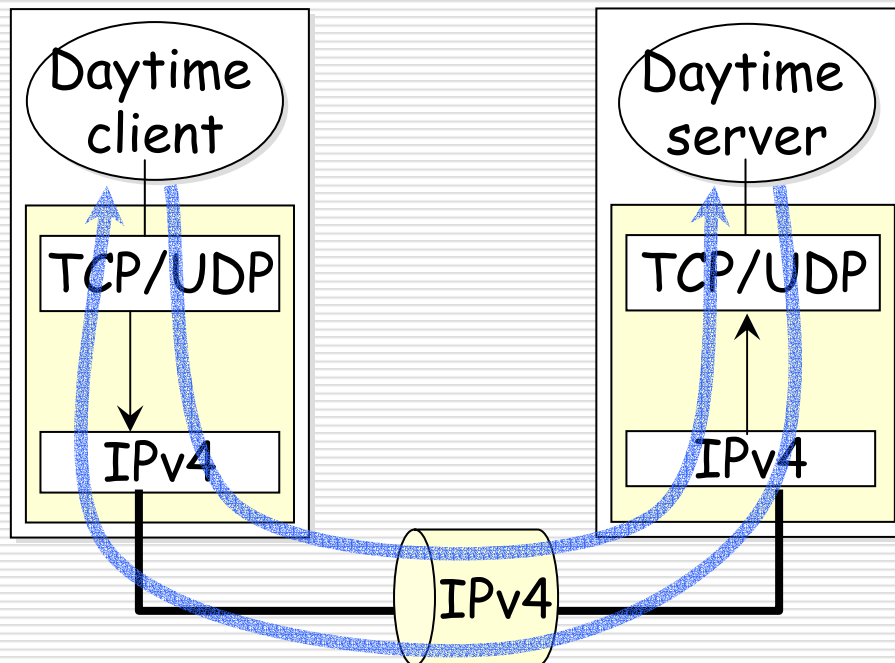 Daytime
client
TCP/UDP
IPv4
Daytime
server
TCP/UDP
IPv4
IPv4